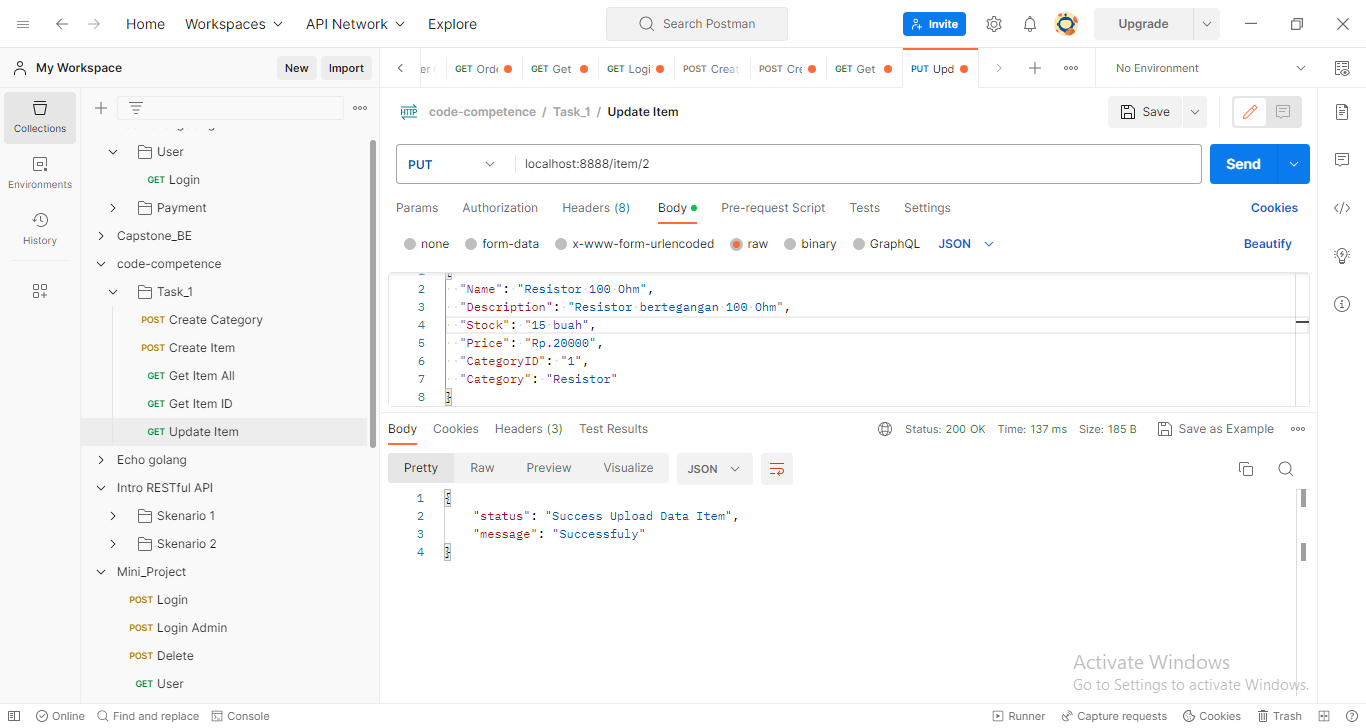 Home Workspaces API Network Explore Search Postman Invite Upgrade
My Workspace New Import GET Orde GET Get GET Logi POST Creat POST Cre GET Get PUT Upd No Environment
Collections
Environments
History
User
GET Login
Payment
Capstone_BE
code-competence
Task_1
POST Create Category
POST Create Item
GET Get Item All
GET Get Item ID
GET Update Item
Echo golang
Intro RESTful API
Skenario 1
Skenario 2
Mini_Project
POST Login
POST Login Admin
POST Delete
GET User
HTTP code-competence / Task_1 / Update Item Save
PUT localhost:8888/item/2 Send
Params Authorization Headers (8) Body Pre-request Script Tests Settings Cookies
none form-data x-www-form-urlencoded raw binary GraphQL JSON Beautify
2 "Name": "Resistor 100 Ohm",
3 "Description": "Resistor bertegangan 100 Ohm",
4 "Stock": "15 buah",
5 "Price": "Rp.20000",
6 "CategoryID": "1",
7 "Category": "Resistor"
8 }
Body Cookies Headers (3) Test Results Status: 200 OK Time: 137 ms Size: 185 B Save as Example
Pretty Raw Preview Visualize JSON
1 {
2 "status": "Success Upload Data Item",
3 "message": "Successfuly"
4 }
Activate Windows
Go to Settings to activate Windows.
Online Find and replace Console Runner Capture requests Cookies Trash